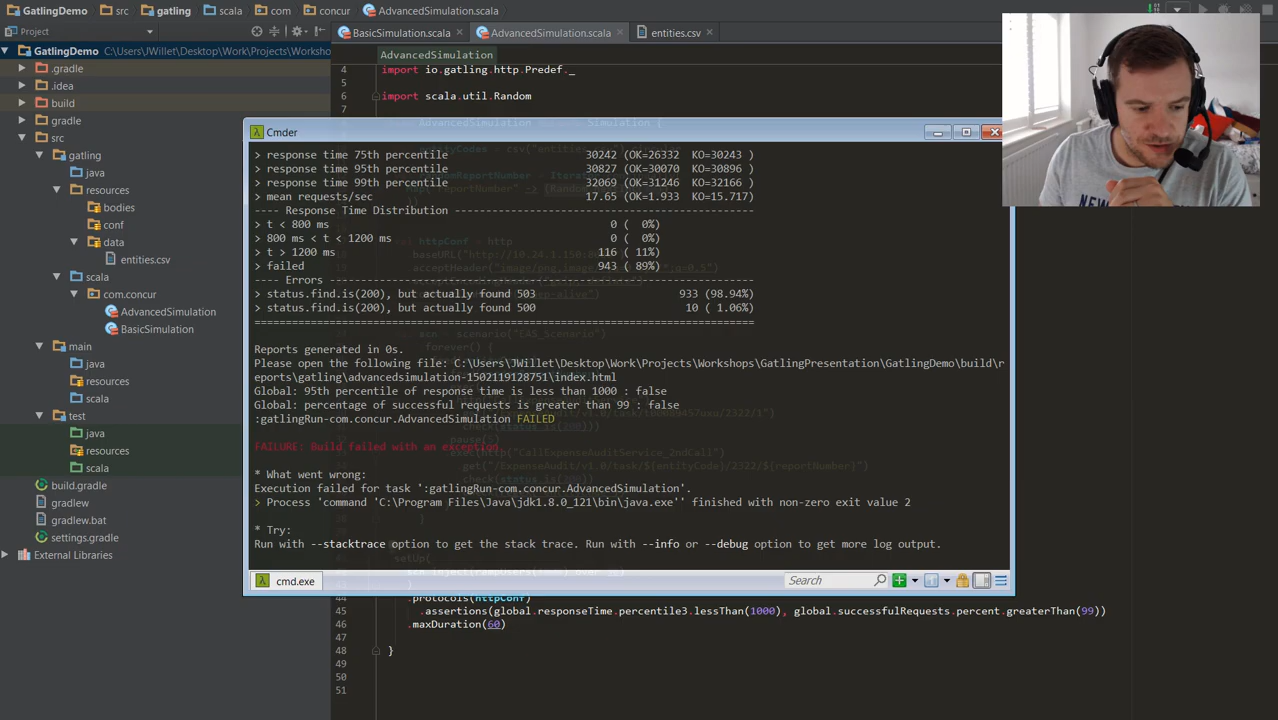 GatlingDemo
src
gatling
scala
com
concur
AdvancedSimulation.scala
Project
BasicSimulation.scala
AdvancedSimulation.scala
entities.csv
GatlingDemo C:\Users\JWillet\Desktop\Work\Projects\Worksho
.gradle
.idea
build
gradle
src
gatling
java
resources
bodies
conf
data
entities.csv
scala
com.concur
AdvancedSimulation
BasicSimulation
main
java
resources
scala
test
java
resources
scala
build.gradle
gradlew
gradlew.bat
settings.gradle
External Libraries
AdvancedSimulation
4 import io.gatling.http.Predef._
5
6 import scala.util.Random
7
Cmder
> response time 75th percentile 30242 (OK=26332 KO=30243 )
> response time 95th percentile 30827 (OK=30070 KO=30896 )
> response time 99th percentile 32069 (OK=31246 KO=32166 )
> mean requests/sec 17.65 (OK=1.933 KO=15.717)
---- Response Time Distribution ------------------------------------------------
> t < 800 ms 0 ( 0%)
> 800 ms < t < 1200 ms 0 ( 0%)
> t > 1200 ms 116 ( 11%)
> failed 943 ( 89%)
---- Errors --------------------------------------------------------------------
> status.find.is(200), but actually found 503 933 (98.94%)
> status.find.is(200), but actually found 500 10 ( 1.06%)
================================================================================
Reports generated in 0s.
Please open the following file: C:\Users\JWillet\Desktop\Work\Projects\Workshops\GatlingPresentation\GatlingDemo\build\r
eports\gatling\advancedsimulation-1502119128751\index.html
Global: 95th percentile of response time is less than 1000 : false
Global: percentage of successful requests is greater than 99 : false
:gatlingRun-com.concur.AdvancedSimulation FAILED
FAILURE: Build failed with an exception.
* What went wrong:
Execution failed for task ':gatlingRun-com.concur.AdvancedSimulation'.
> Process 'command 'C:\Program Files\Java\jdk1.8.0_121\bin\java.exe'' finished with non-zero exit value 2
* Try:
Run with --stacktrace option to get the stack trace. Run with --info or --debug option to get more log output.
cmd.exe
Search
44 .protocols(httpConf)
45 .assertions(global.responseTime.percentile3.lessThan(1000), global.successfulRequests.percent.greaterThan(99))
46 .maxDuration(60)
47
48 }
49
50
51